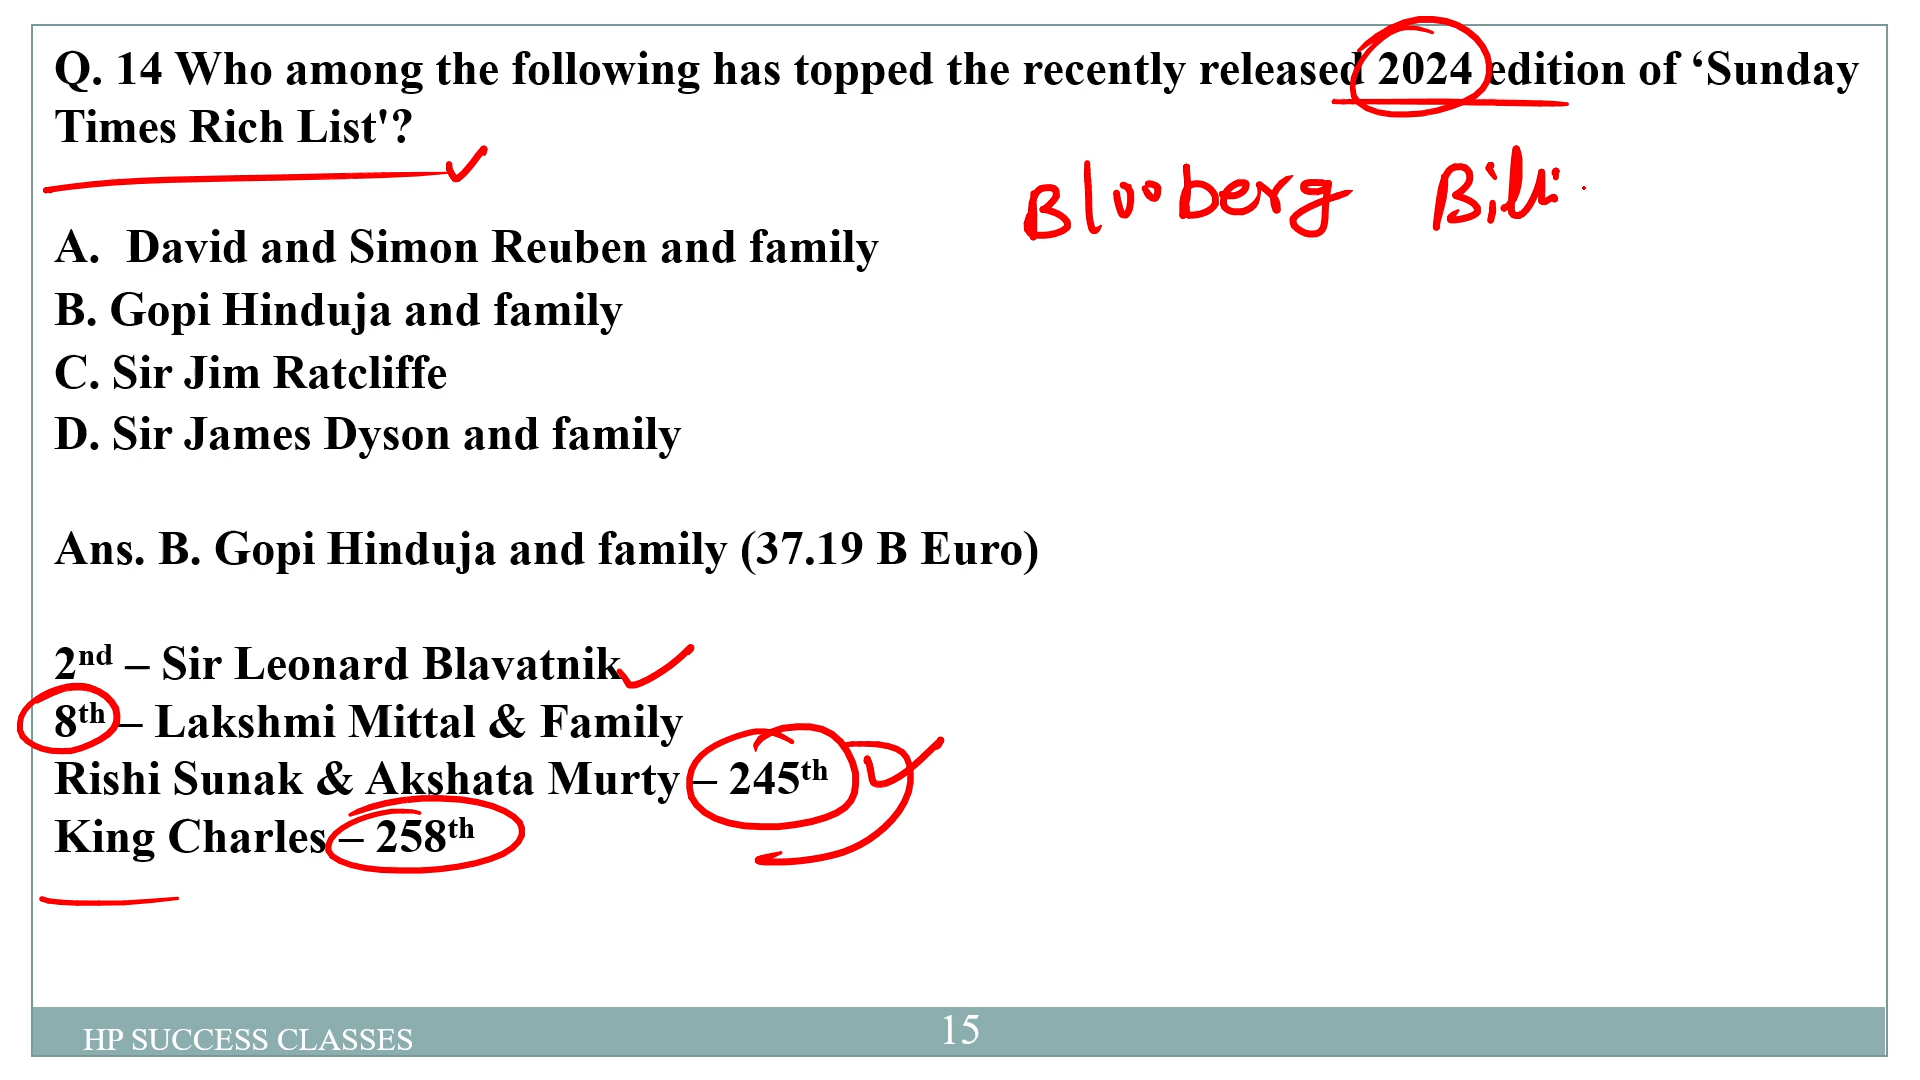 Q. 14 Who among the following has topped the recently released 2024 edition of ‘Sunday
Times Rich List'?
Blooberg Billi
A. David and Simon Reuben and family
B. Gopi Hinduja and family
C. Sir Jim Ratcliffe
D. Sir James Dyson and family
Ans. B. Gopi Hinduja and family (37.19 B Euro)
2nd – Sir Leonard Blavatnik
8th – Lakshmi Mittal & Family
Rishi Sunak & Akshata Murty – 245th
King Charles – 258th
HP SUCCESS CLASSES
15